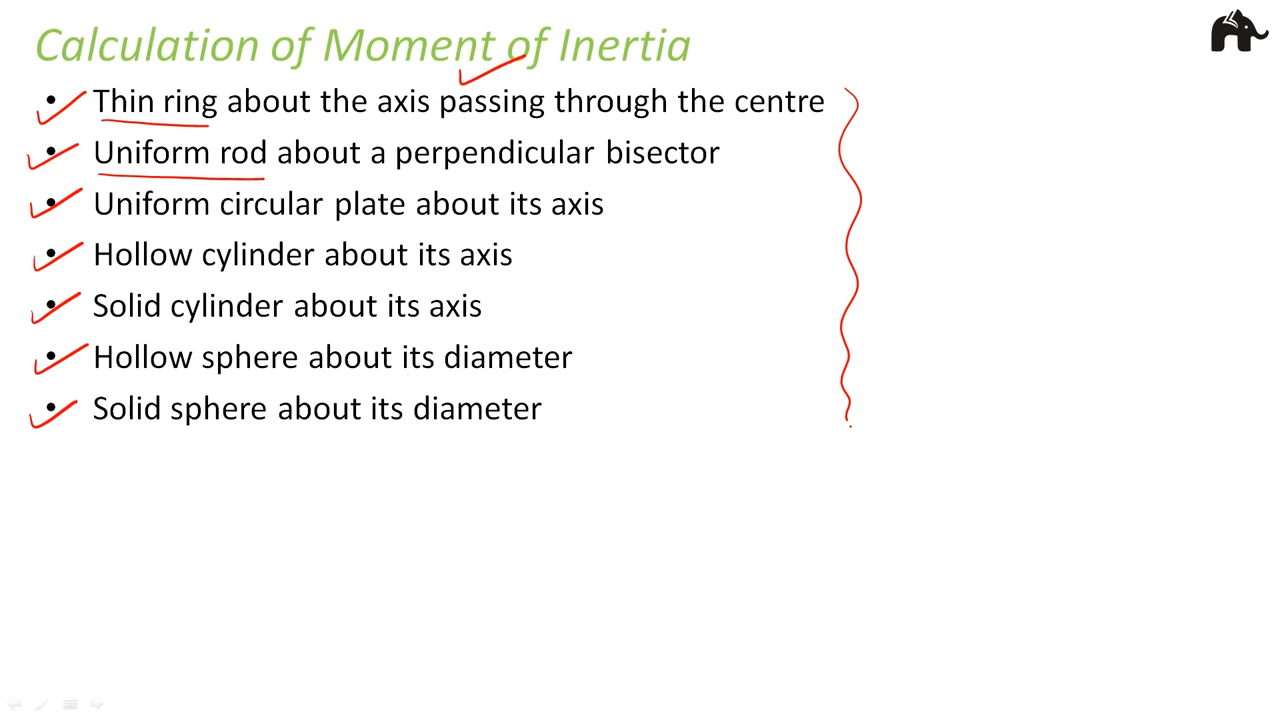 Calculation of Moment of Inertia
• Thin ring about the axis passing through the centre
• Uniform rod about a perpendicular bisector
• Uniform circular plate about its axis
• Hollow cylinder about its axis
• Solid cylinder about its axis
• Hollow sphere about its diameter
• Solid sphere about its diameter